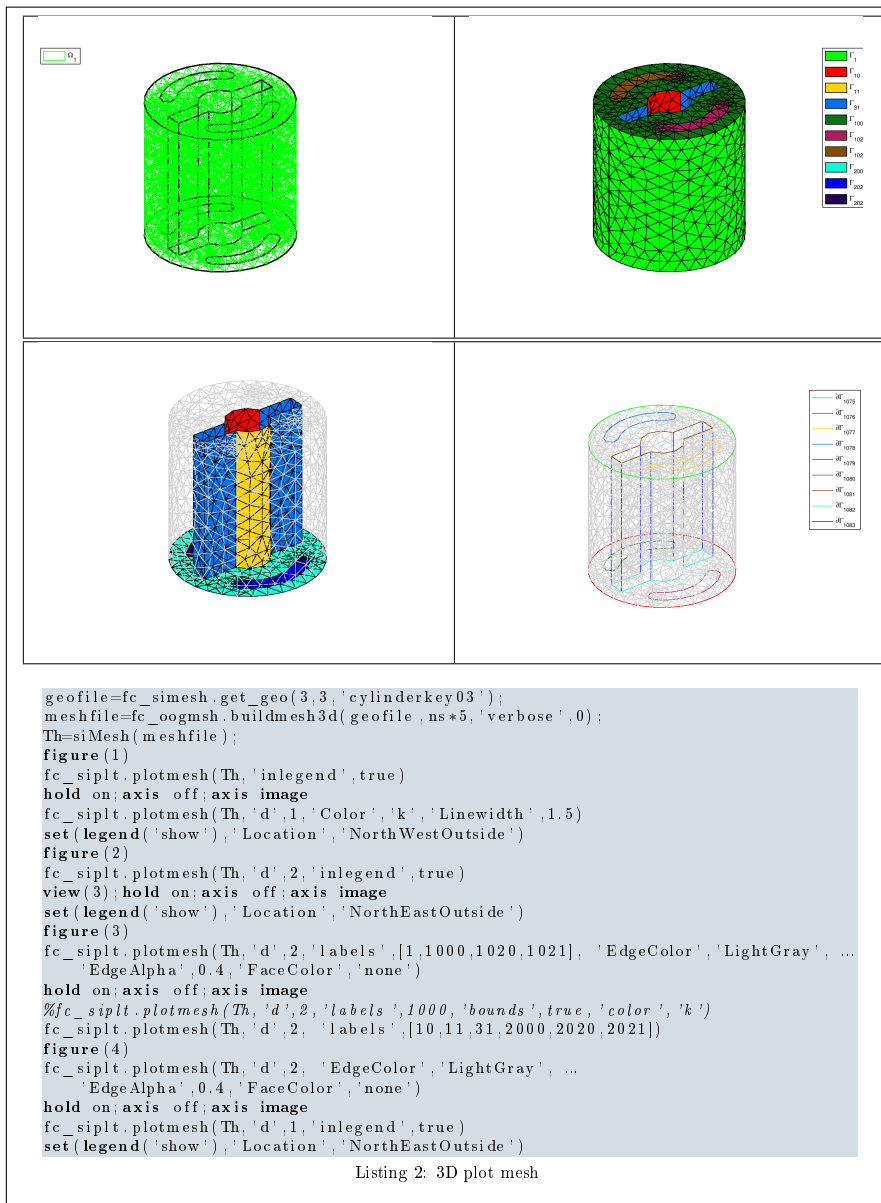 Ω1
Γ1
Γ10
Γ11
Γ31
Γ100
Γ102
Γ102
Γ200
Γ202
Γ202
∂Γ1075
∂Γ1076
∂Γ1077
∂Γ1078
∂Γ1079
∂Γ1080
∂Γ1081
∂Γ1082
∂Γ1083
geofile=fc_simesh.get_geo(3,3,'cylinderkey03');
meshfile=fc_oogmsh.buildmesh3d(geofile,ns*5,'verbose',0);
Th=siMesh(meshfile);
figure(1)
fc_siplt.plotmesh(Th,'inlegend',true)
hold on;axis off;axis image
fc_siplt.plotmesh(Th,'d',1,'Color','k','Linewidth',1.5)
set(legend('show'),'Location','NorthWestOutside')
figure(2)
fc_siplt.plotmesh(Th,'d',2,'inlegend',true)
view(3);hold on;axis off;axis image
set(legend('show'),'Location','NorthEastOutside')
figure(3)
fc_siplt.plotmesh(Th,'d',2,'labels',[1,1000,1020,1021], 'EdgeColor','LightGray', ...
'EdgeAlpha',0.4,'FaceColor','none')
hold on;axis off;axis image
%fc_siplt.plotmesh(Th,'d',2,'labels',1000,'bounds',true,'color','k')
fc_siplt.plotmesh(Th,'d',2, 'labels',[10,11,31,2000,2020,2021])
figure(4)
fc_siplt.plotmesh(Th,'d',2, 'EdgeColor','LightGray', ...
'EdgeAlpha',0.4,'FaceColor','none')
hold on;axis off;axis image
fc_siplt.plotmesh(Th,'d',1,'inlegend',true)
set(legend('show'),'Location','NorthEastOutside')
Listing 2: 3D plot mesh